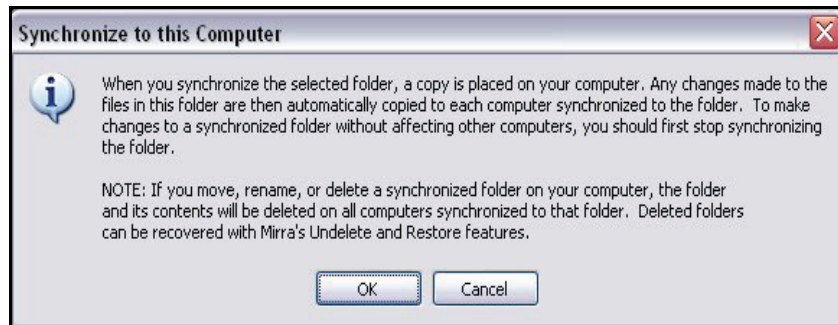 Synchronize to this Computer
When you synchronize the selected folder, a copy is placed on your computer. Any changes made to the
files in this folder are then automatically copied to each computer synchronized to the folder. To make
changes to a synchronized folder without affecting other computers, you should first stop synchronizing
the folder.
NOTE: If you move, rename, or delete a synchronized folder on your computer, the folder
and its contents will be deleted on all computers synchronized to that folder. Deleted folders
can be recovered with Mirra's Undelete and Restore features.
OK Cancel